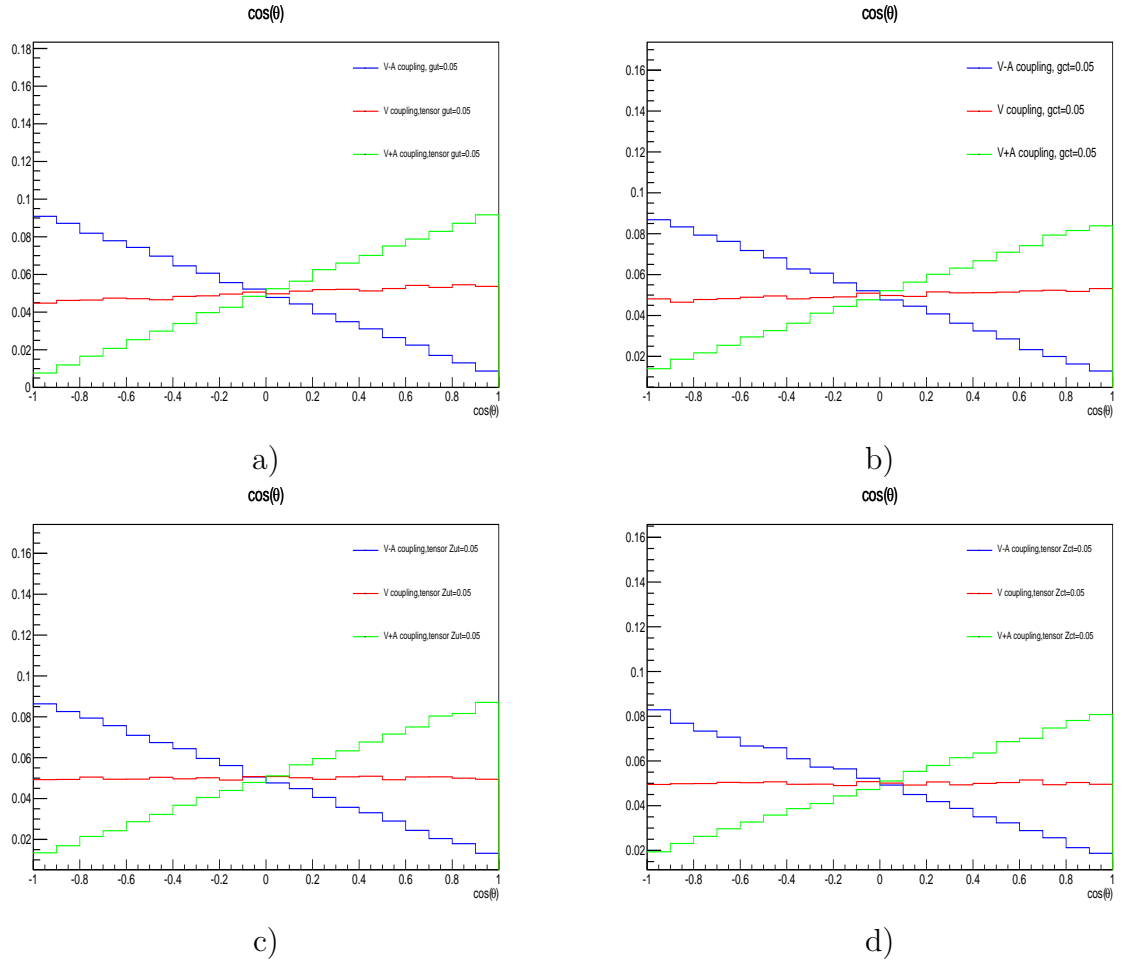 cos(θ)
0.18
0.16
0.14
0.12
0.1
0.08
0.06
0.04
0.02
0
V-A coupling, gut=0.05
V coupling,tensor gut=0.05
V+A coupling,tensor gut=0.05
-1 -0.8 -0.6 -0.4 -0.2 0 0.2 0.4 0.6 0.8 1
cos(θ)
a)
cos(θ)
0.16
0.14
0.12
0.1
0.08
0.06
0.04
0.02
V-A coupling, gct=0.05
V coupling, gct=0.05
V+A coupling, gct=0.05
-1 -0.8 -0.6 -0.4 -0.2 0 0.2 0.4 0.6 0.8 1
cos(θ)
b)
cos(θ)
0.16
0.14
0.12
0.1
0.08
0.06
0.04
0.02
V-A coupling,tensor Zut=0.05
V coupling,tensor Zut=0.05
V+A coupling,tensor Zut=0.05
-1 -0.8 -0.6 -0.4 -0.2 0 0.2 0.4 0.6 0.8 1
cos(θ)
c)
cos(θ)
0.16
0.14
0.12
0.1
0.08
0.06
0.04
0.02
V-A coupling,tensor Zct=0.05
V coupling,tensor Zct=0.05
V+A coupling,tensor Zct=0.05
-1 -0.8 -0.6 -0.4 -0.2 0 0.2 0.4 0.6 0.8 1
cos(θ)
d)